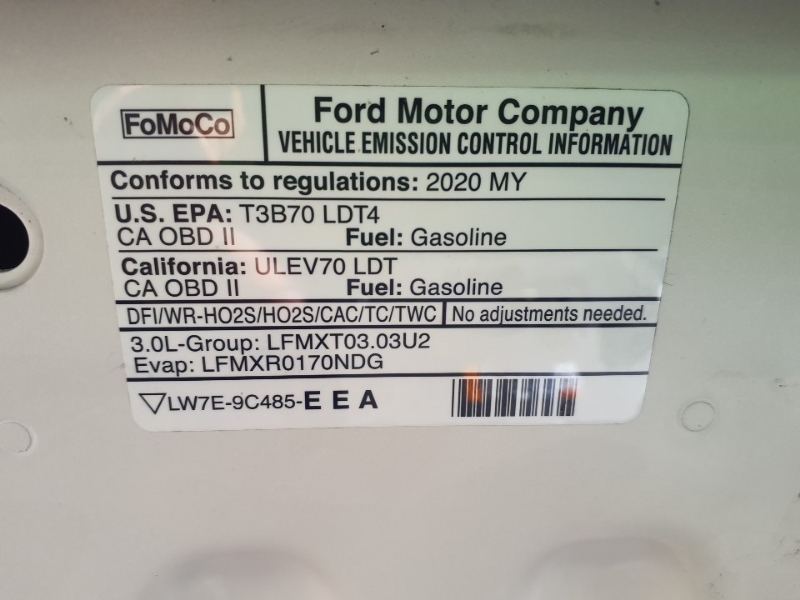 FoMoCo
Ford Motor Company
VEHICLE EMISSION CONTROL INFORMATION
Conforms to regulations: 2020 MY
U.S. EPA: T3B70 LDT4
CA OBD II Fuel: Gasoline
California: ULEV70 LDT
CA OBD II Fuel: Gasoline
DFI/WR-HO2S/HO2S/CAC/TC/TWC No adjustments needed.
3.0L-Group: LFMXT03.03U2
Evap: LFMXR0170NDG
▽LW7E-9C485-E E A